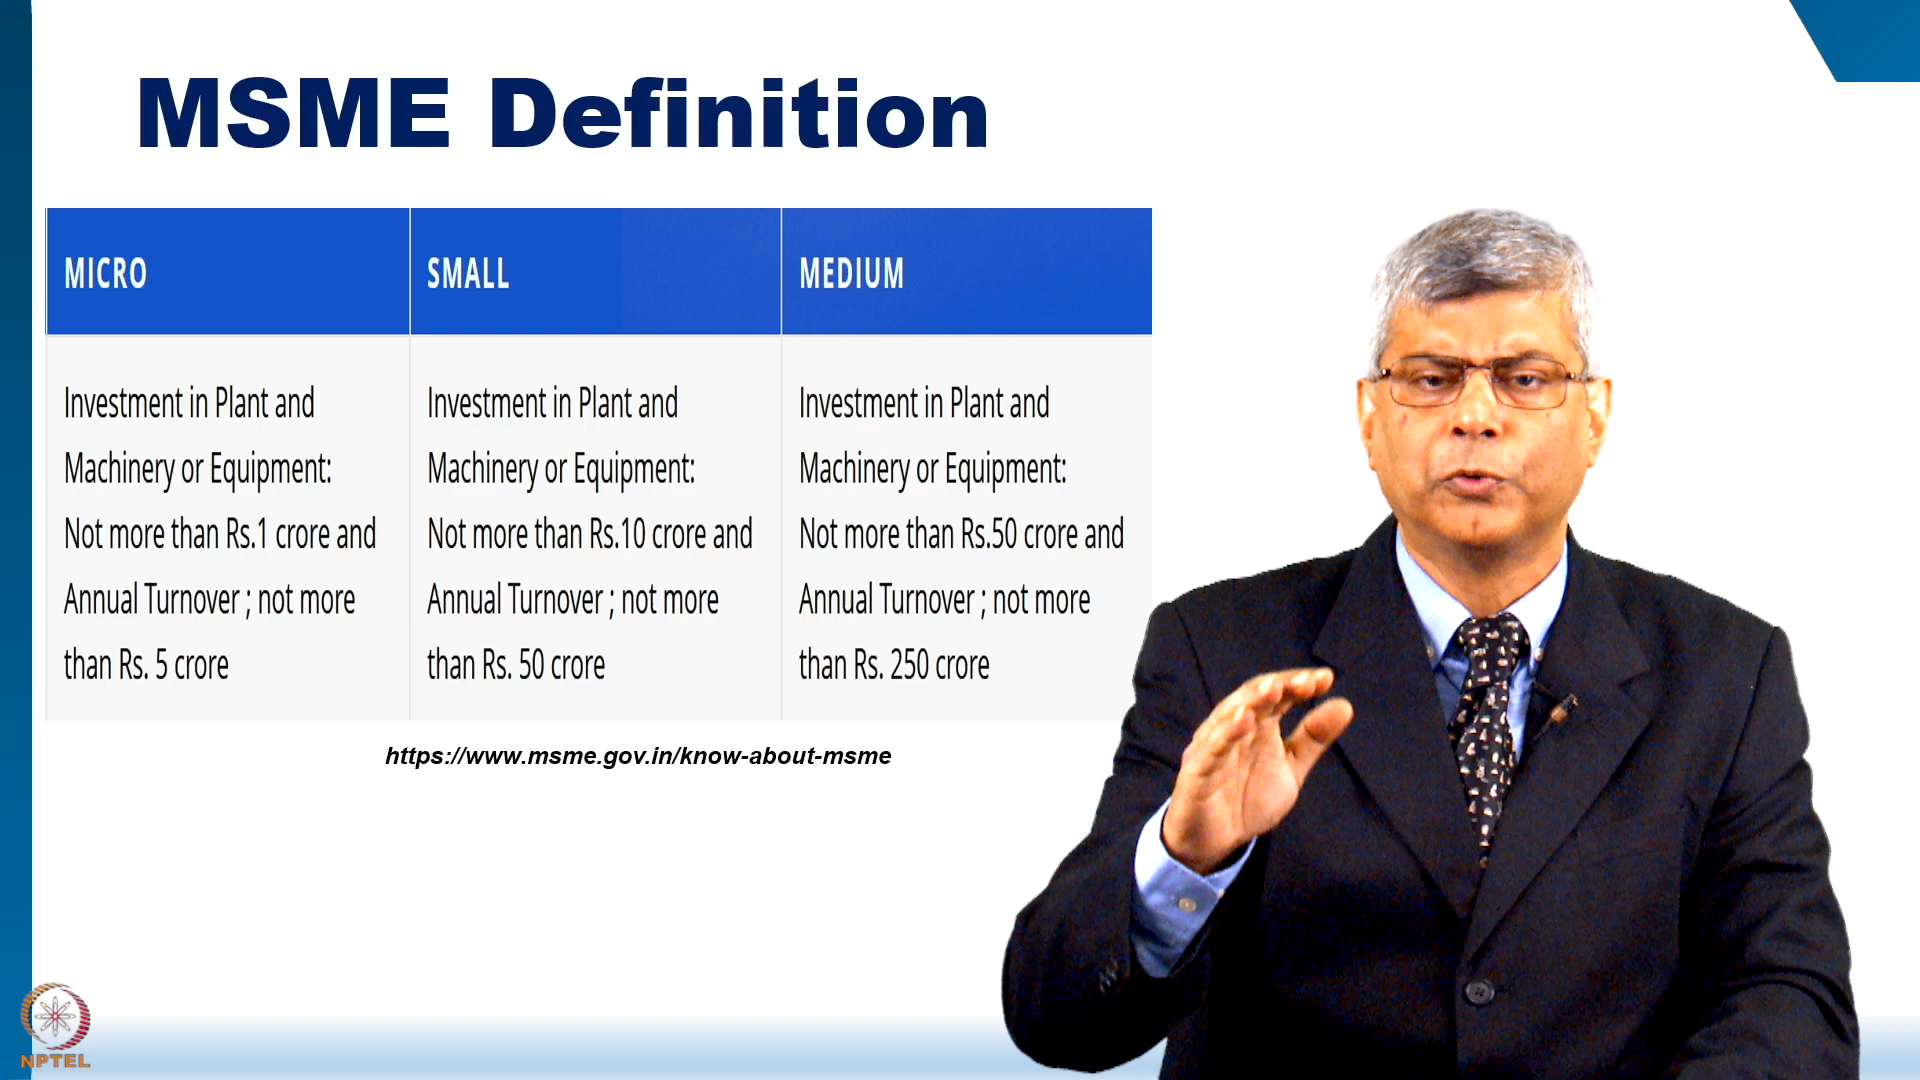 MSME Definition
MICRO
Investment in Plant and
Machinery or Equipment:
Not more than Rs.1 crore and
Annual Turnover ; not more
than Rs. 5 crore
SMALL
Investment in Plant and
Machinery or Equipment:
Not more than Rs.10 crore and
Annual Turnover ; not more
than Rs. 50 crore
MEDIUM
Investment in Plant and
Machinery or Equipment:
Not more than Rs.50 crore and
Annual Turnover ; not more
than Rs. 250 crore
https://www.msme.gov.in/know-about-msme
NPTEL